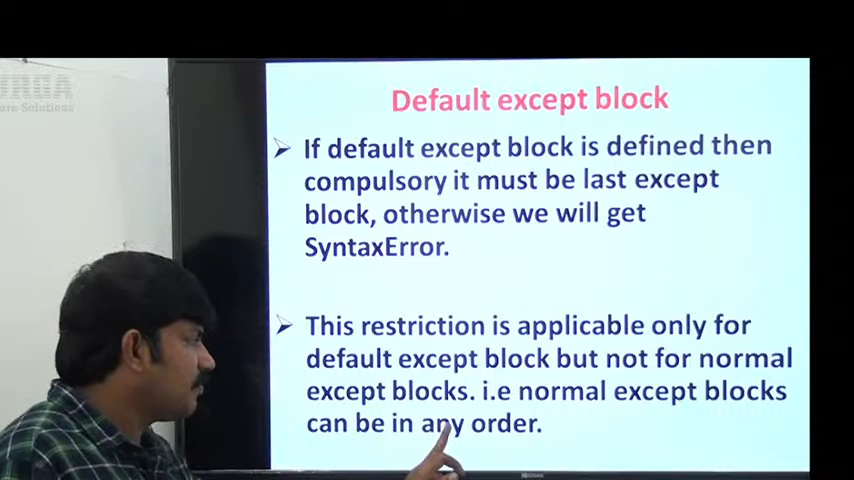 Default except block
If default except block is defined then
compulsory it must be last except
block, otherwise we will get
SyntaxError.
This restriction is applicable only for
default except block but not for normal
except blocks. i.e normal except blocks
can be in any order.